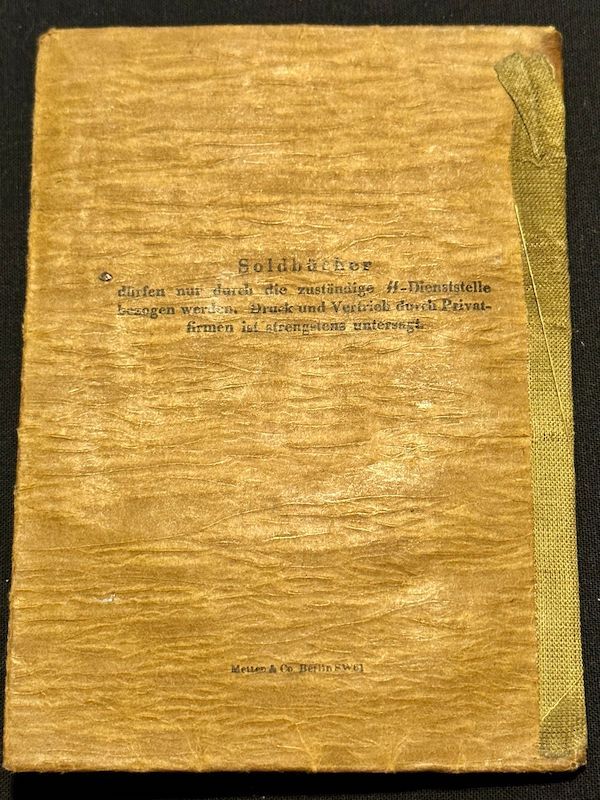 Soldbücher
dürfen nur durch die zuständige ᛋᛋ-Dienststelle
bezogen werden. Druck und Vertrieb durch Privat-
firmen ist strengstens untersagt.
Metten & Co. Berlin SW61